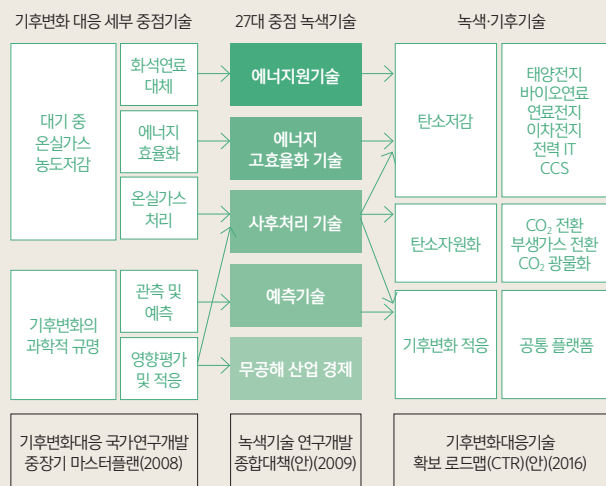 기후변화 대응 세부 중점기술
27대 중점 녹색기술
녹색·기후기술
대기 중
온실가스
농도저감
화석연료
대체
에너지
효율화
온실가스
처리
기후변화의
과학적 규명
관측 및
예측
영향평가
및 적응
에너지원기술
에너지
고효율화 기술
사후처리 기술
예측기술
무공해 산업 경제
탄소저감
태양전지
바이오연료
연료전지
이차전지
전력 IT
CCS
탄소자원화
CO₂ 전환
부생가스 전환
CO₂ 광물화
기후변화 적응
공통 플랫폼
기후변화대응 국가연구개발
중장기 마스터플랜(2008)
녹색기술 연구개발
종합대책(안)(2009)
기후변화대응기술
확보 로드맵(CTR)(안)(2016)